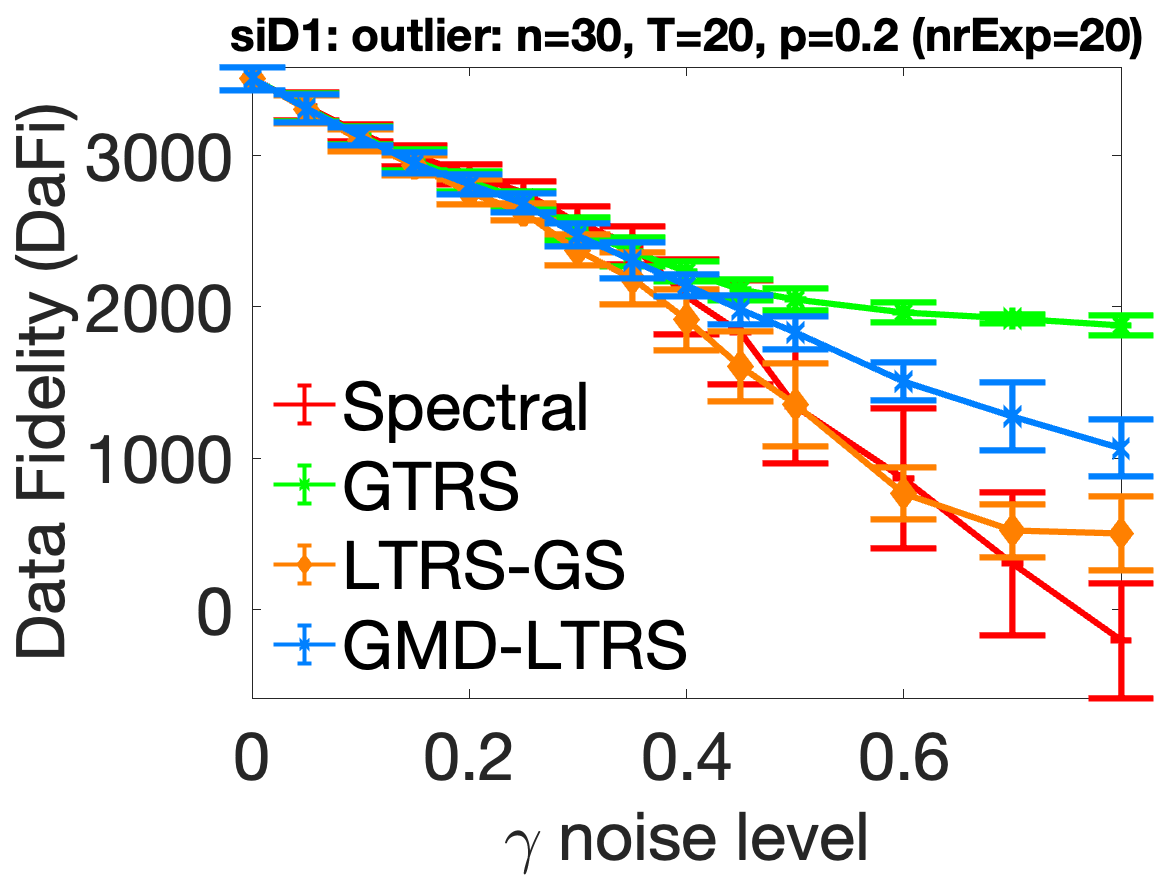 siD1: outlier: n=30, T=20, p=0.2 (nrExp=20)
Data Fidelity (DaFi)
3000
2000
1000
0
Spectral
GTRS
LTRS-GS
GMD-LTRS
0 0.2 0.4 0.6
γ noise level